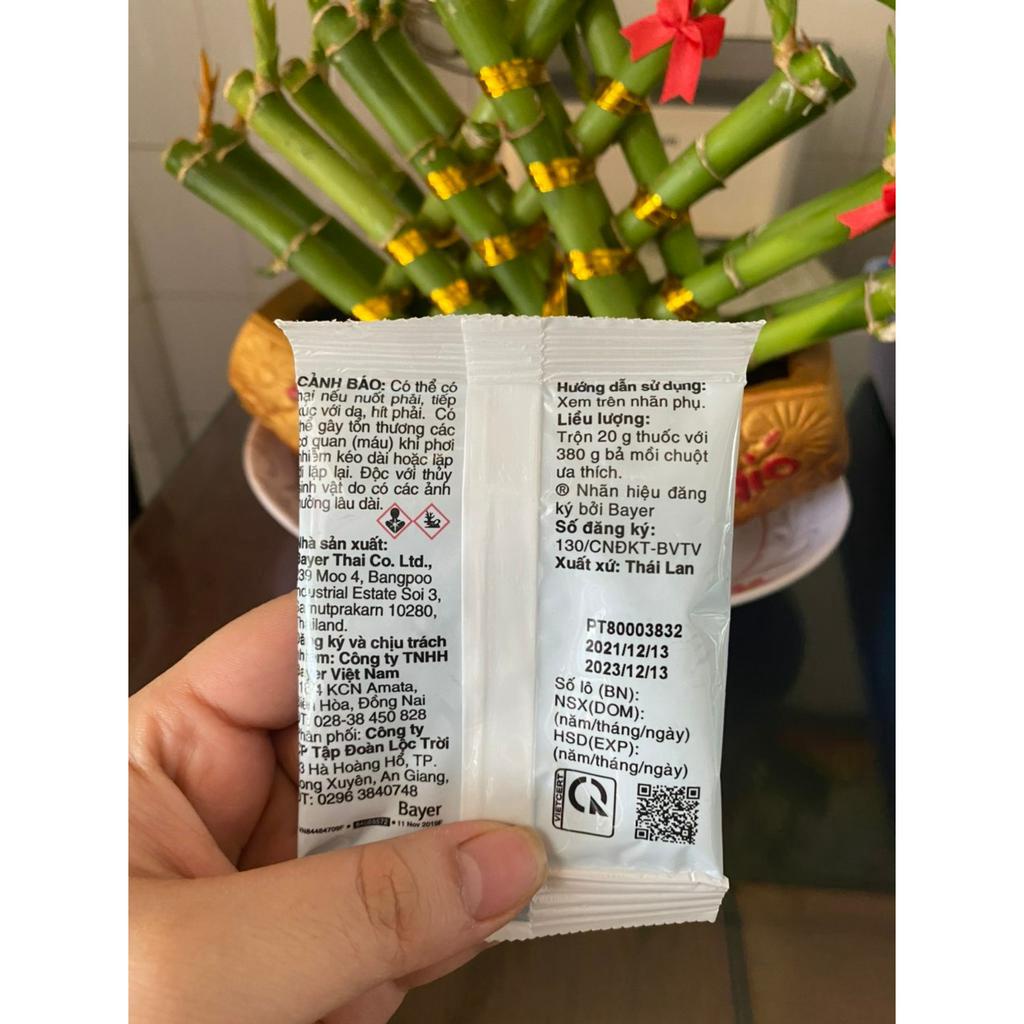 CẢNH BÁO: Có thể có
hại nếu nuốt phải, tiếp
xúc với da, hít phải. Có
thể gây tổn thương các
cơ quan (máu) khi phơi
nhiễm kéo dài hoặc lặp
đi lặp lại. Độc với thủy
sinh vật do có các ảnh
hưởng lâu dài.
Nhà sản xuất:
Bayer Thai Co. Ltd.,
239 Moo 4, Bangpoo
Industrial Estate Soi 3,
Samutprakarn 10280,
Thailand.
Đăng ký và chịu trách
nhiệm: Công ty TNHH
Bayer Việt Nam
KCN Amata,
Biên Hòa, Đồng Nai
ĐT: 028-38 450 828
Phân phối: Công ty
CP Tập Đoàn Lộc Trời
Hà Hoàng Hổ, TP.
Long Xuyên, An Giang,
ĐT: 0296 3840748
Bayer
11 Nov 2019
Hướng dẫn sử dụng:
Xem trên nhãn phụ.
Liều lượng:
Trộn 20 g thuốc với
380 g bả mồi chuột
ưa thích.
® Nhãn hiệu đăng
ký bởi Bayer
Số đăng ký:
130/CNĐKT-BVTV
Xuất xứ: Thái Lan
PT80003832
2021/12/13
2023/12/13
Số lô (BN):
NSX(DOM):
(năm/tháng/ngày)
HSD(EXP):
(năm/tháng/ngày)
VIETCERT